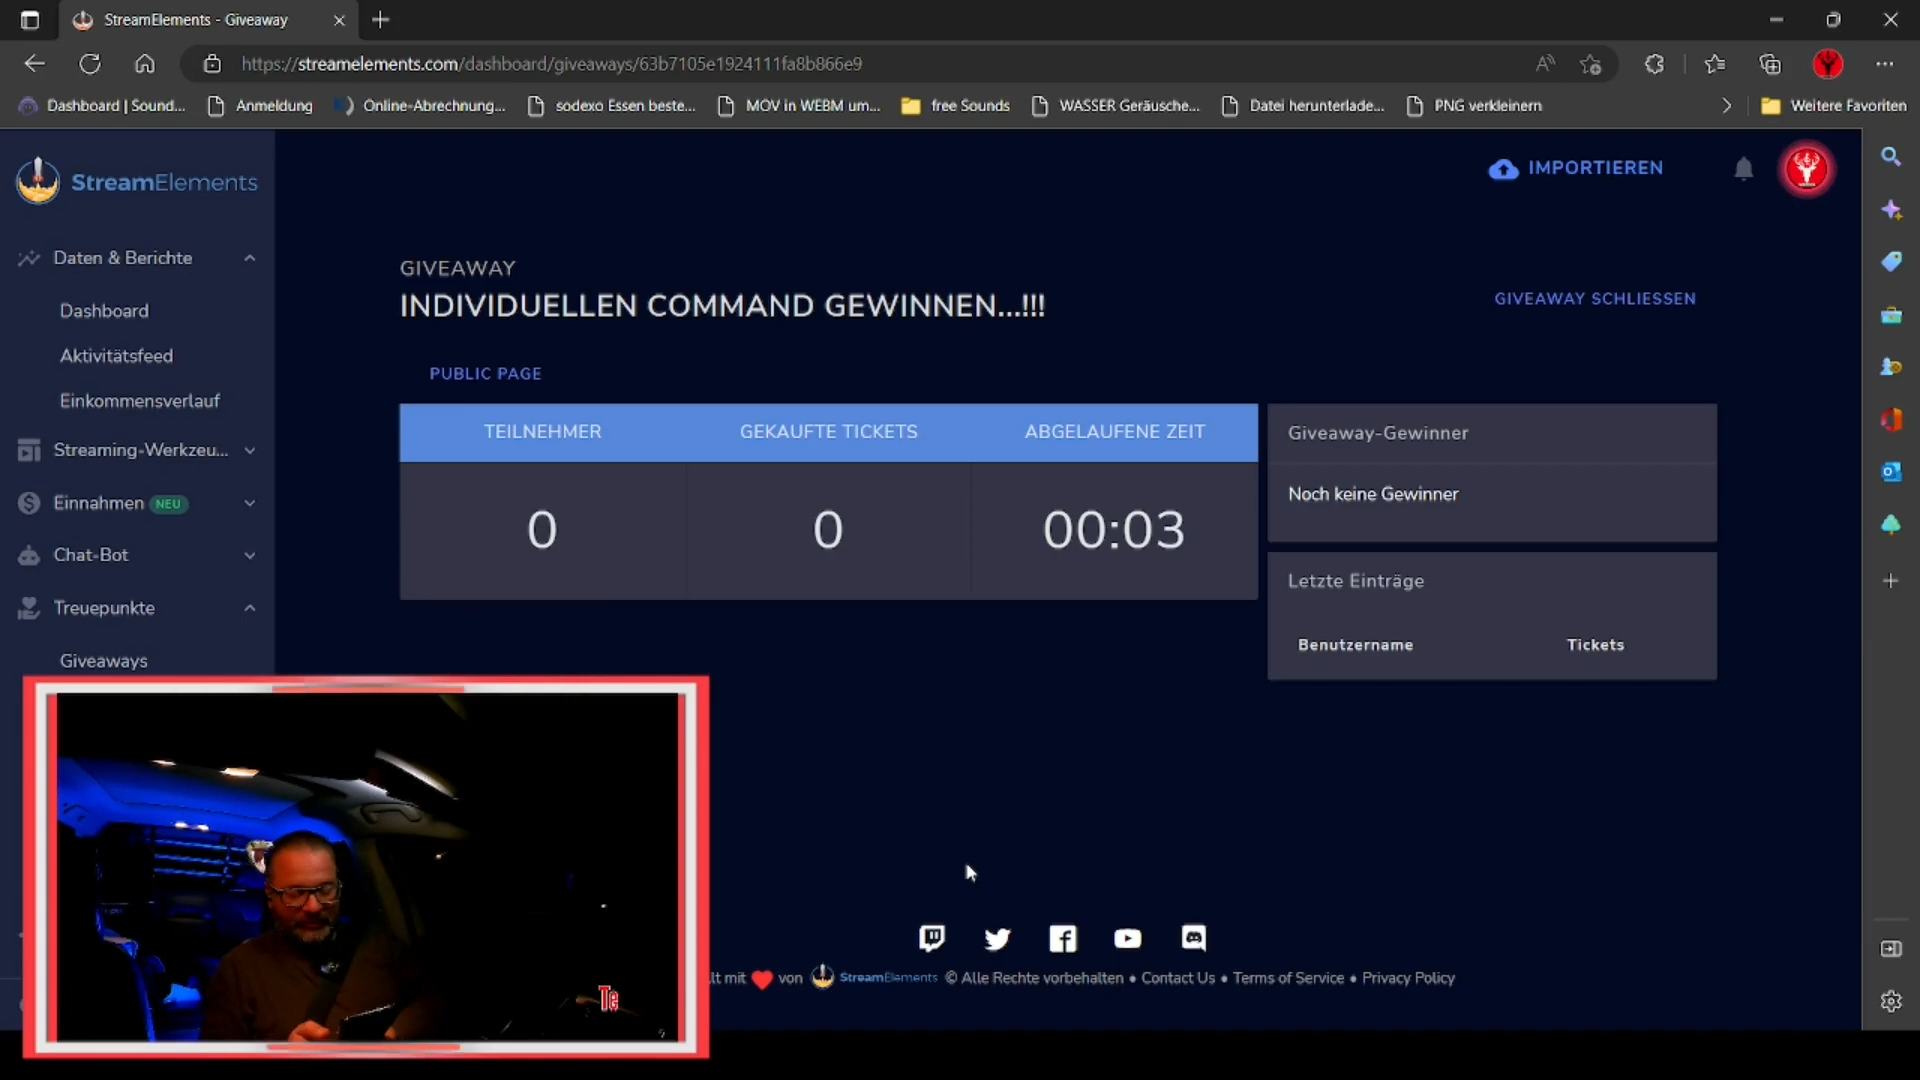 StreamElements - Giveaway
https://streamelements.com/dashboard/giveaways/63b7105e1924111fa8b866e9
Dashboard | Sound...
Anmeldung
Online-Abrechnung...
sodexo Essen beste...
MOV in WEBM um...
free Sounds
WASSER Geräusche...
Datei herunterlade...
PNG verkleinern
Weitere Favoriten
StreamElements
IMPORTIEREN
Daten & Berichte
Dashboard
Aktivitätsfeed
Einkommensverlauf
Streaming-Werkzeu...
Einnahmen NEU
Chat-Bot
Treuepunkte
Giveaways
GIVEAWAY
INDIVIDUELLEN COMMAND GEWINNEN...!!!
GIVEAWAY SCHLIESSEN
PUBLIC PAGE
TEILNEHMER GEKAUFTE TICKETS ABGELAUFENE ZEIT
0 0 00:03
Giveaway-Gewinner
Noch keine Gewinner
Letzte Einträge
Benutzername Tickets
Te
lt mit von StreamElements © Alle Rechte vorbehalten • Contact Us • Terms of Service • Privacy Policy